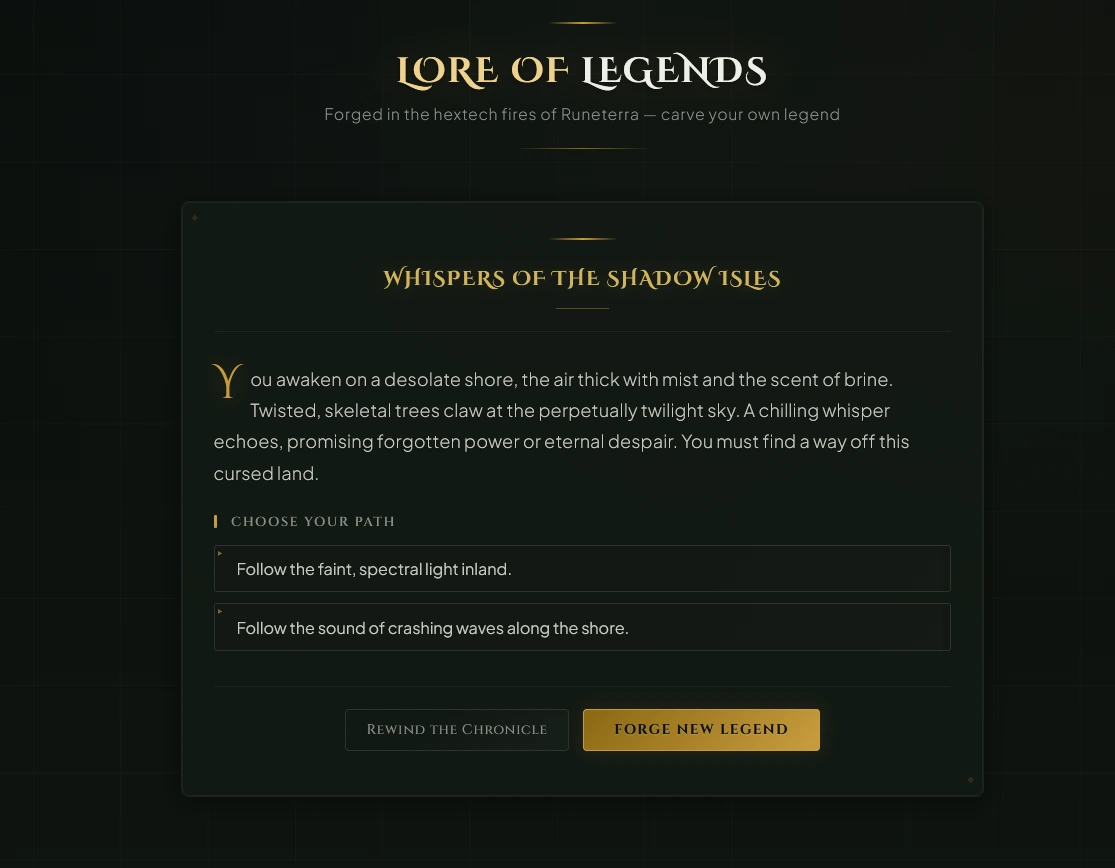 LORE OF LEGENDS
Forged in the hextech fires of Runeterra — carve your own legend
WHISPERS OF THE SHADOW ISLES
You awaken on a desolate shore, the air thick with mist and the scent of brine.
Twisted, skeletal trees claw at the perpetually twilight sky. A chilling whisper
echoes, promising forgotten power or eternal despair. You must find a way off this
cursed land.
CHOOSE YOUR PATH
Follow the faint, spectral light inland.
Follow the sound of crashing waves along the shore.
Rewind the Chronicle
FORGE NEW LEGEND